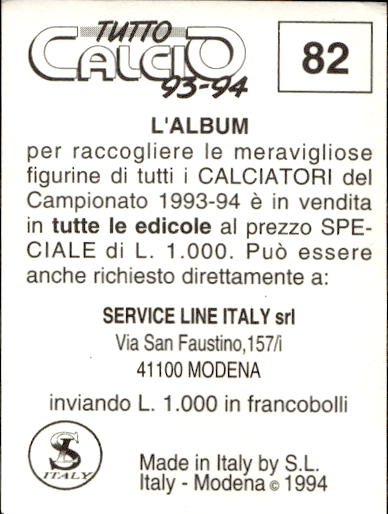 TUTTO
CALCIO
93-94
82
L'ALBUM
per raccogliere le meravigliose
figurine di tutti i CALCIATORI del
Campionato 1993-94 è in vendita
in tutte le edicole al prezzo SPE-
CIALE di L. 1.000. Può essere
anche richiesto direttamente a:
SERVICE LINE ITALY srl
Via San Faustino,157/i
41100 MODENA
inviando L. 1.000 in francobolli
SL
ITALY
Made in Italy by S.L.
Italy - Modena © 1994